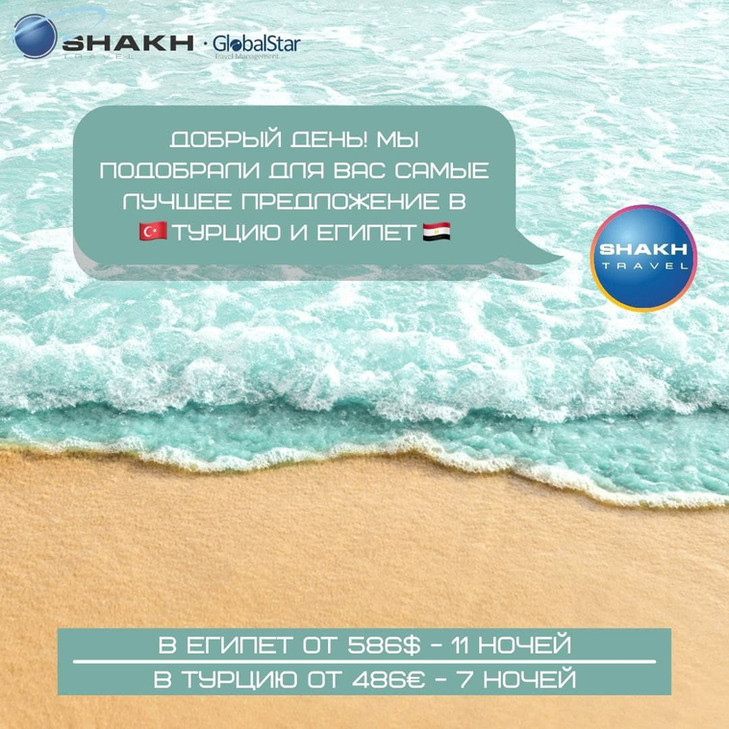 SHAKH · GlobalStar
TRAVEL Travel Management
ДОБРЫЙ ДЕНЬ! МЫ
ПОДОБРАЛИ ДЛЯ ВАС САМЫЕ
ЛУЧШЕЕ ПРЕДЛОЖЕНИЕ В
🇹🇷ТУРЦИЮ И ЕГИПЕТ🇪🇬
SHAKH
TRAVEL
В ЕГИПЕТ ОТ 586$ - 11 НОЧЕЙ
В ТУРЦИЮ ОТ 486€ - 7 НОЧЕЙ